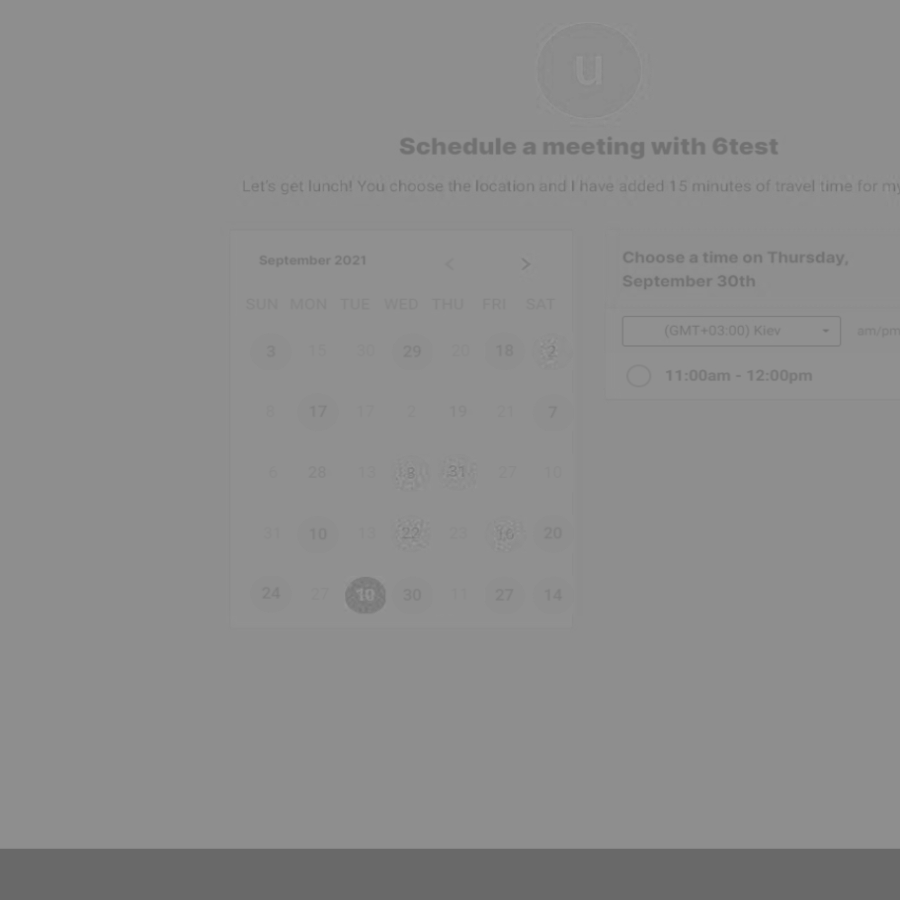 u
Schedule a meeting with 6test
Let's get lunch! You choose the location and I have added 15 minutes of travel time for my
September 2021 < >
SUN MON TUE WED THU FRI SAT
3 15 30 29 20 18 2
8 17 17 2 19 21 7
6 28 13 8 31 27 10
31 10 13 22 23 16 20
24 27 10 30 11 27 14
Choose a time on Thursday,
September 30th
(GMT+03:00) Kiev am/pm
11:00am - 12:00pm